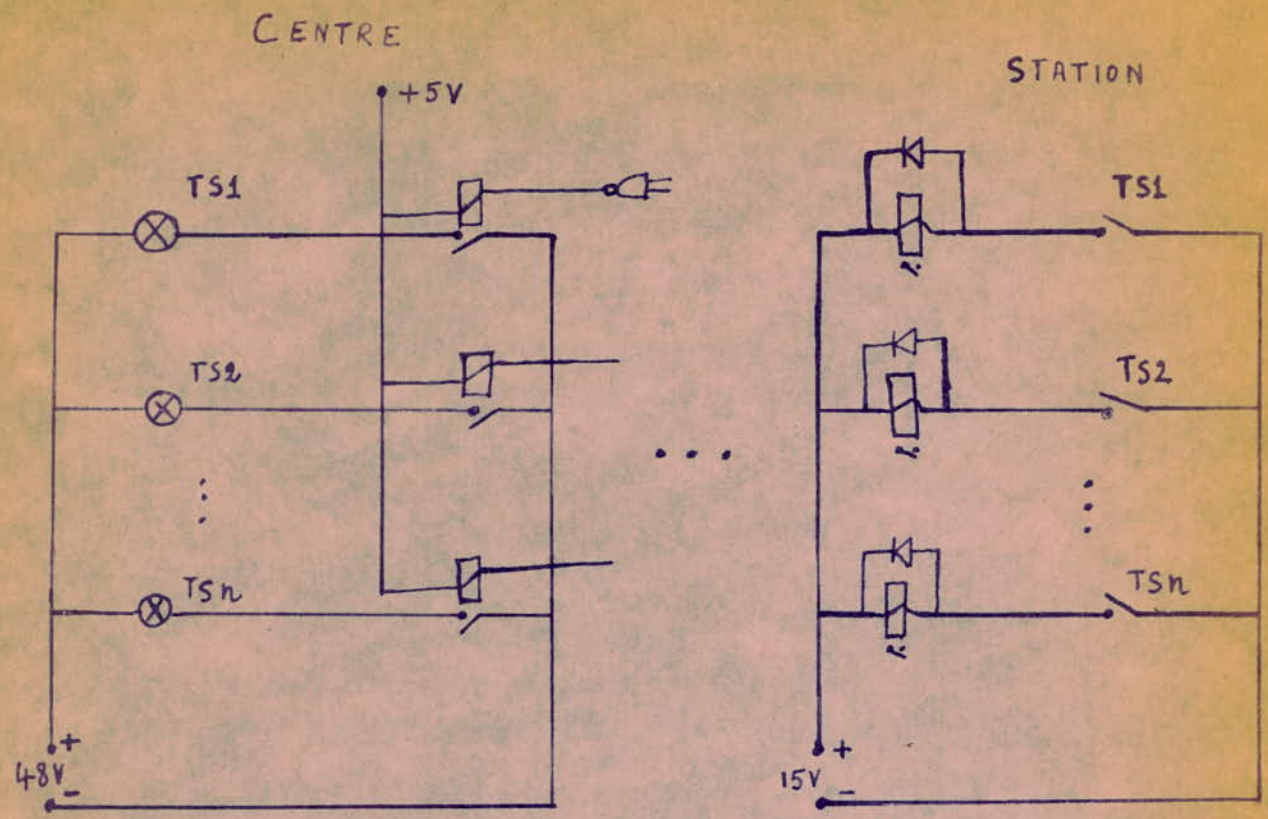 CENTRE
STATION
+5V
TS1
TS1
TS2
TS2
TSn
TSn
+
48V
-
+
15V
-